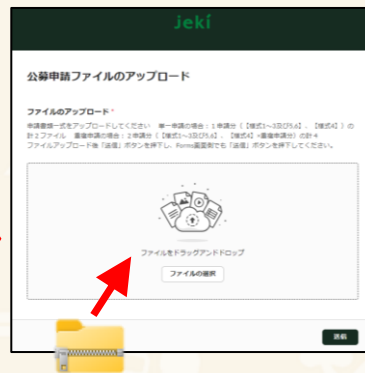 jeki
公募申請ファイルのアップロード
ファイルのアップロード *
申請書類一式をアップロードしてください 単一申請の場合：1申請分（【様式1~3及び5,6】、【様式4】）の
計2ファイル 重複申請の場合：2申請分（【様式1~3及び5,6】、【様式4】×重複申請分）の計4
ファイルアップロード後「送信」ボタンを押下し、Forms画面側でも「送信」ボタンを押下してください。
ファイルをドラッグアンドドロップ
ファイルの選択
送信